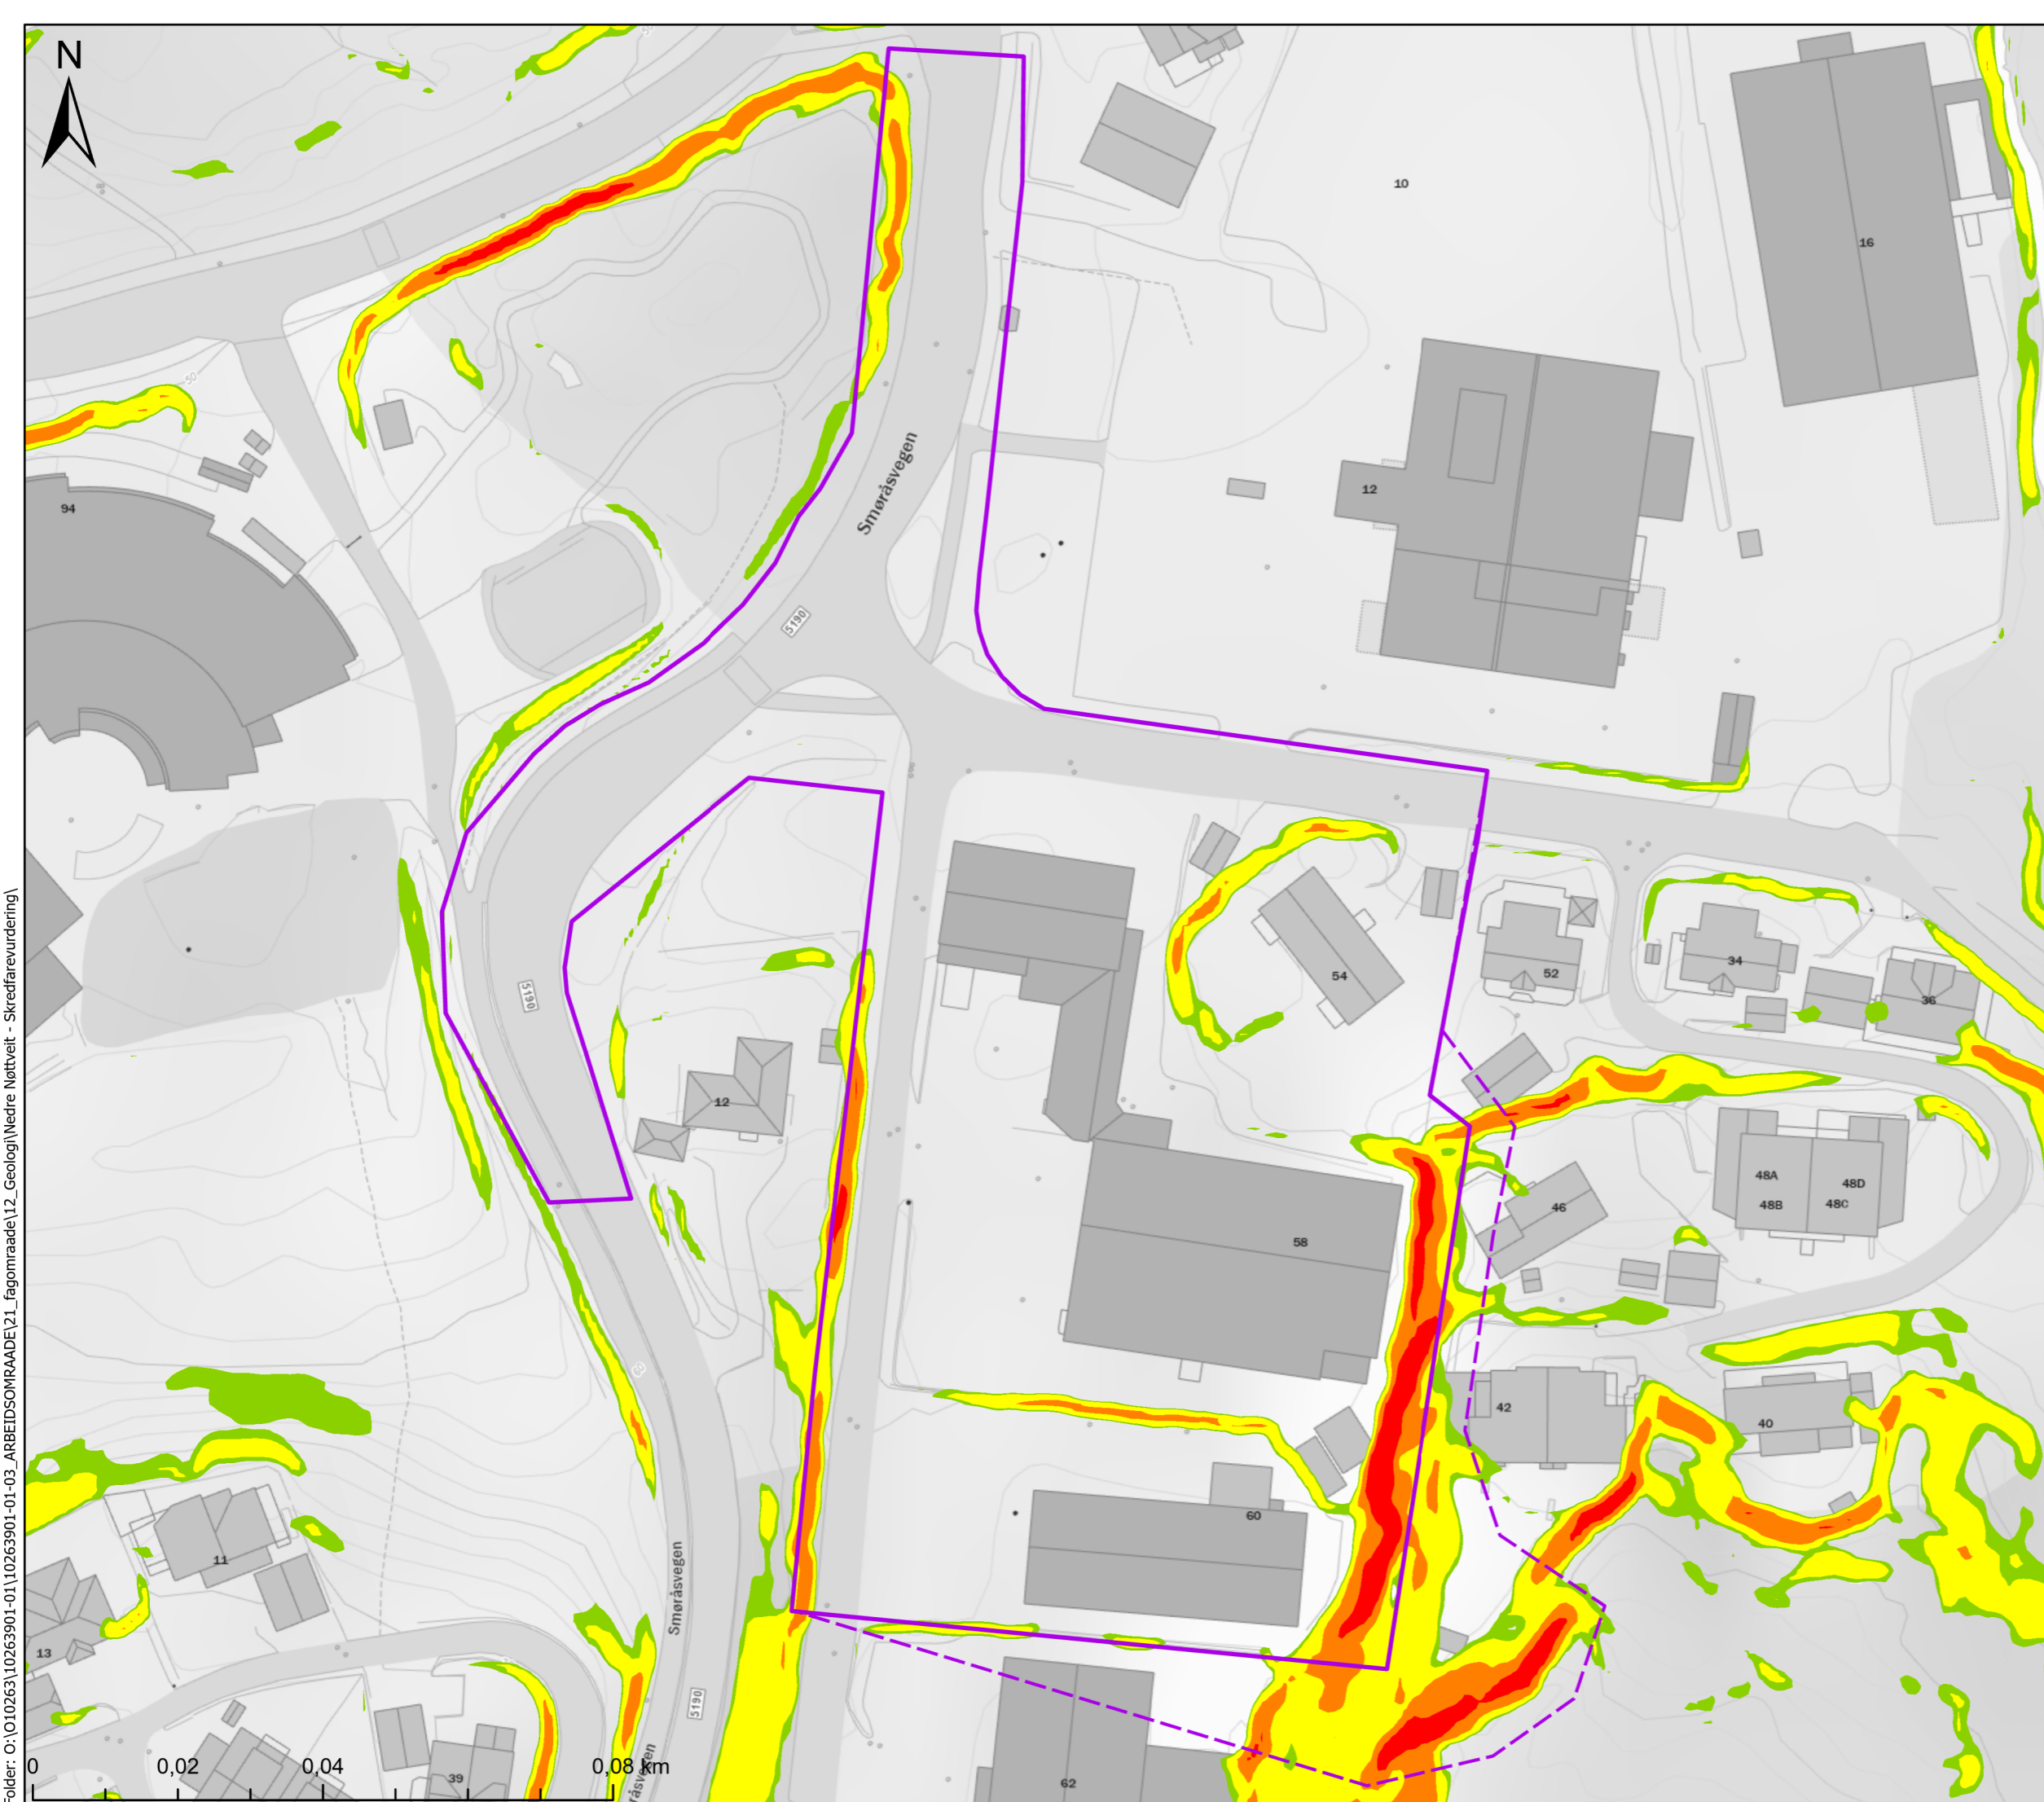 N
10
16
50
94
12
Smøråsvegen
5190
54
52
34
36
5190
12
48A
48D
48B
48C
46
58
42
40
60
Smøråsvegen
11
13
5190
39
62
0
0,02
0,04
0,08 km
Folder: O:\O10263\10263901-01\10263901-01-03_ARBEIDSOMRAADE\21_fagomraade\12_Geologi\Nedre Nøttveit - Skredfarevurdering\